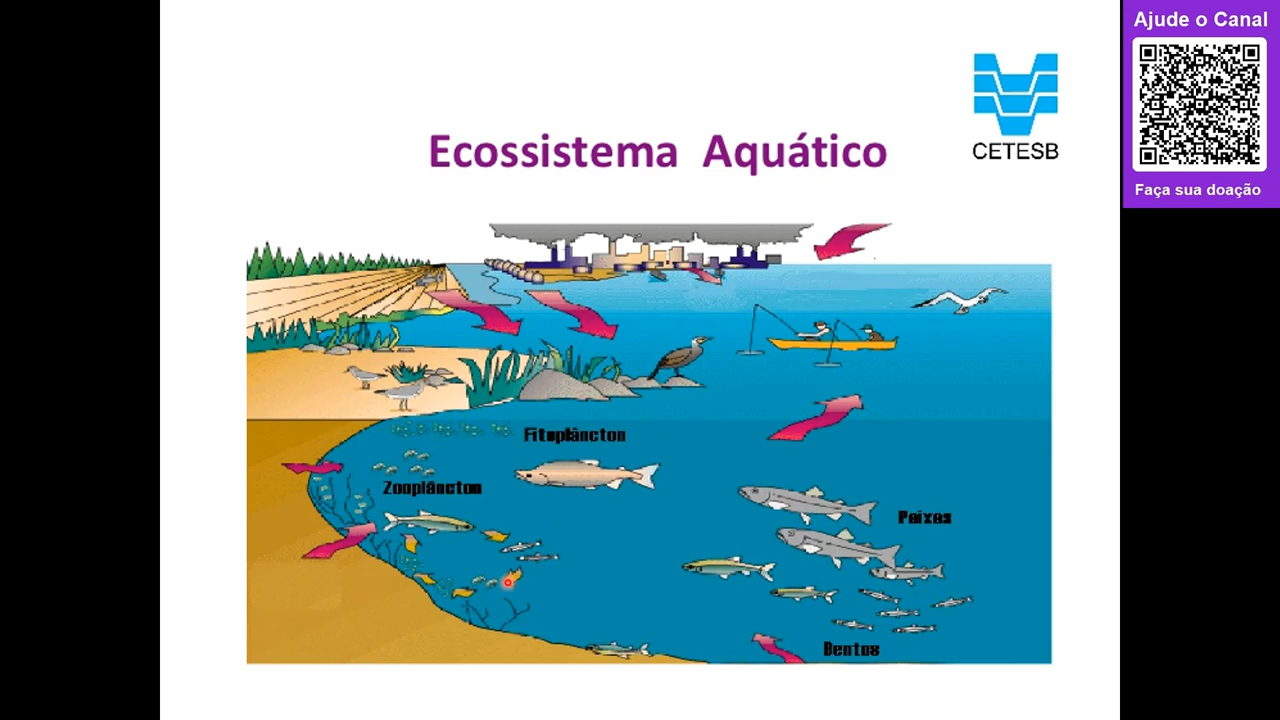 Ajude o Canal
Faça sua doação
CETESB
Ecossistema Aquático
Fitoplâncton
Zooplâncton
Peixes
Bentos